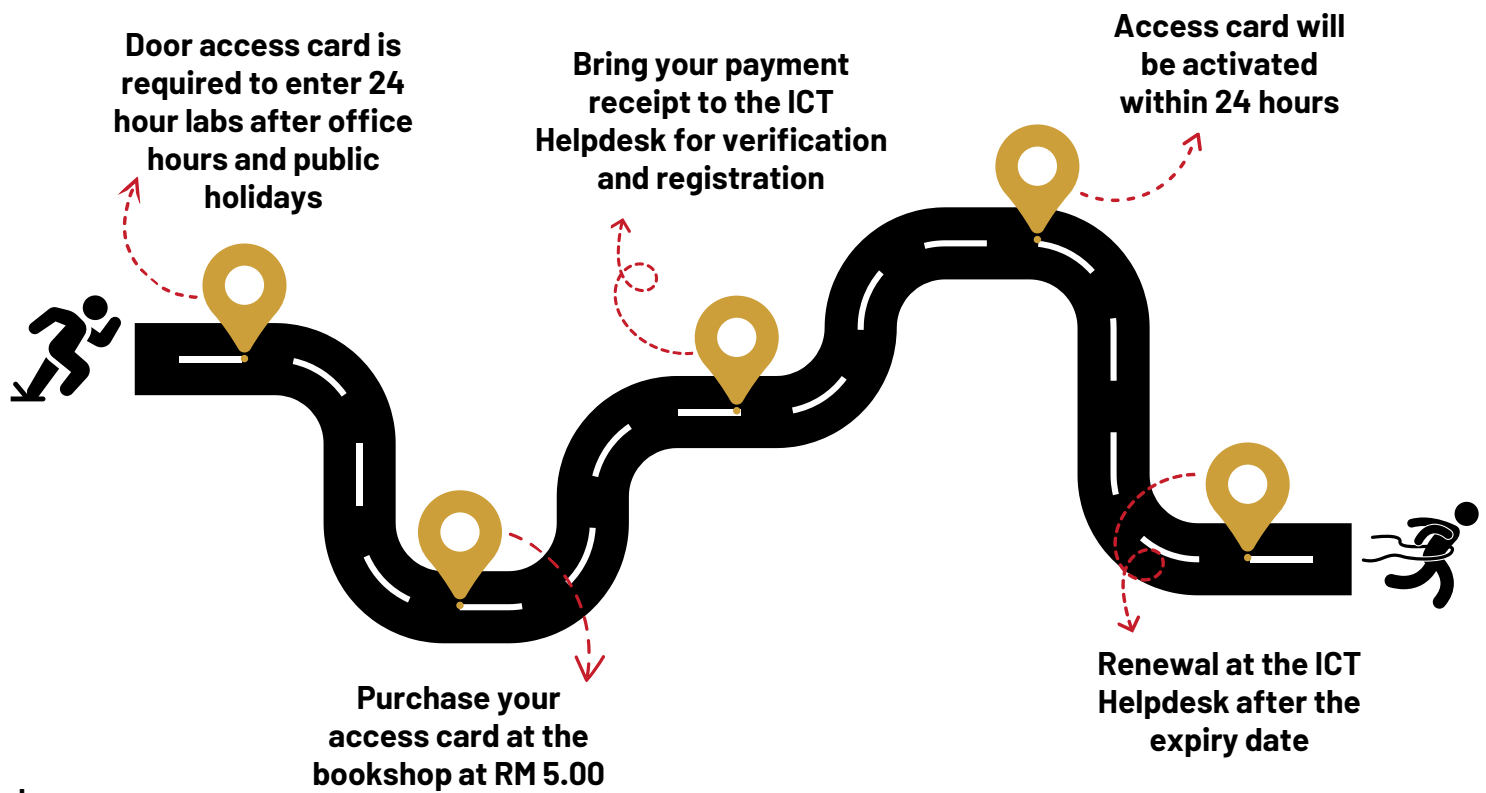 Door access card is
required to enter 24
hour labs after office
hours and public
holidays
Purchase your
access card at the
bookshop at RM 5.00
Bring your payment
receipt to the ICT
Helpdesk for verification
and registration
Access card will
be activated
within 24 hours
Renewal at the ICT
Helpdesk after the
expiry date